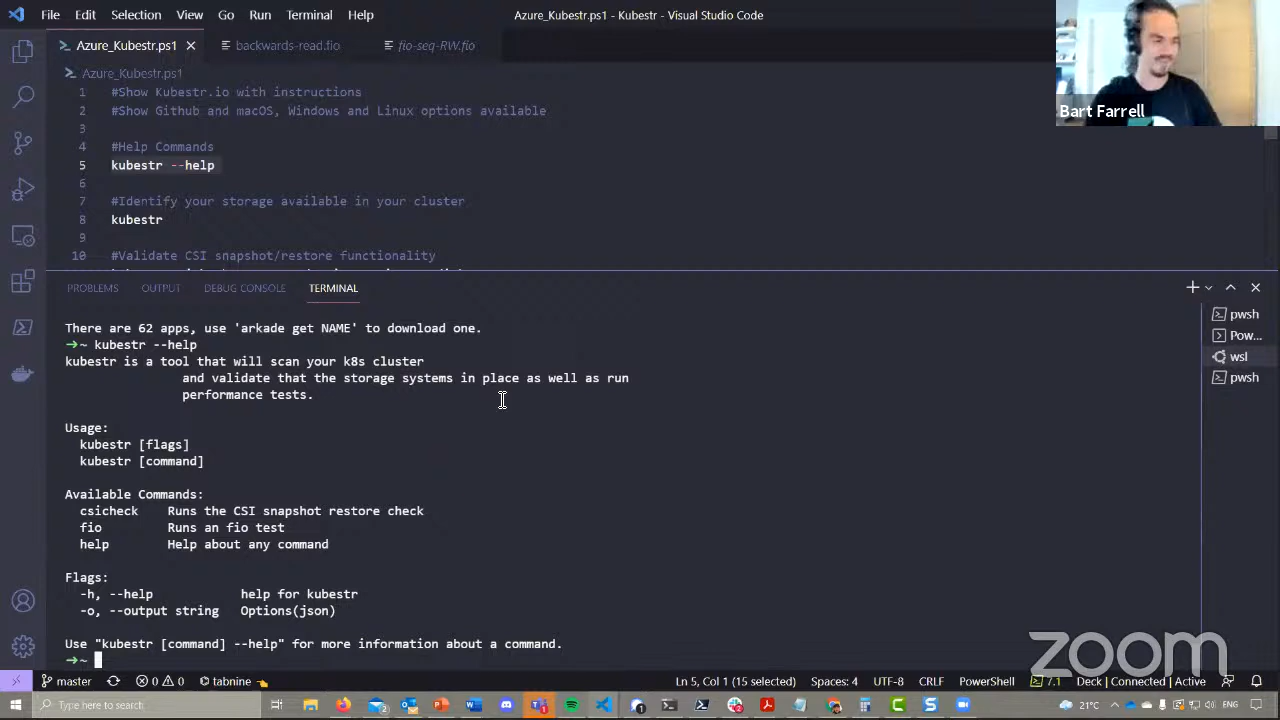 File Edit Selection View Go Run Terminal Help
Azure_Kubestr.ps1 - Kubestr - Visual Studio Code
Azure_Kubestr.ps1
backwards-read.fio
fio-seq-RW.fio
Azure_Kubestr.ps1
Bart Farrell
1 #Show Kubestr.io with instructions
2 #Show Github and macOS, Windows and Linux options available
3
4 #Help Commands
5 kubestr --help
6
7 #Identify your storage available in your cluster
8 kubestr
9
10 #Validate CSI snapshot/restore functionality
PROBLEMS OUTPUT DEBUG CONSOLE TERMINAL
There are 62 apps, use 'arkade get NAME' to download one.
➜~ kubestr --help
kubestr is a tool that will scan your k8s cluster
and validate that the storage systems in place as well as run
performance tests.
Usage:
kubestr [flags]
kubestr [command]
Available Commands:
csicheck Runs the CSI snapshot restore check
fio Runs an fio test
help Help about any command
Flags:
-h, --help help for kubestr
-o, --output string Options(json)
Use "kubestr [command] --help" for more information about a command.
➜~
pwsh
Pow...
wsl
pwsh
zoom
master 0 0 tabnine Ln 5, Col 1 (15 selected) Spaces: 4 UTF-8 CRLF PowerShell 7.1 Deck | Connected | Active
Type here to search
21°C